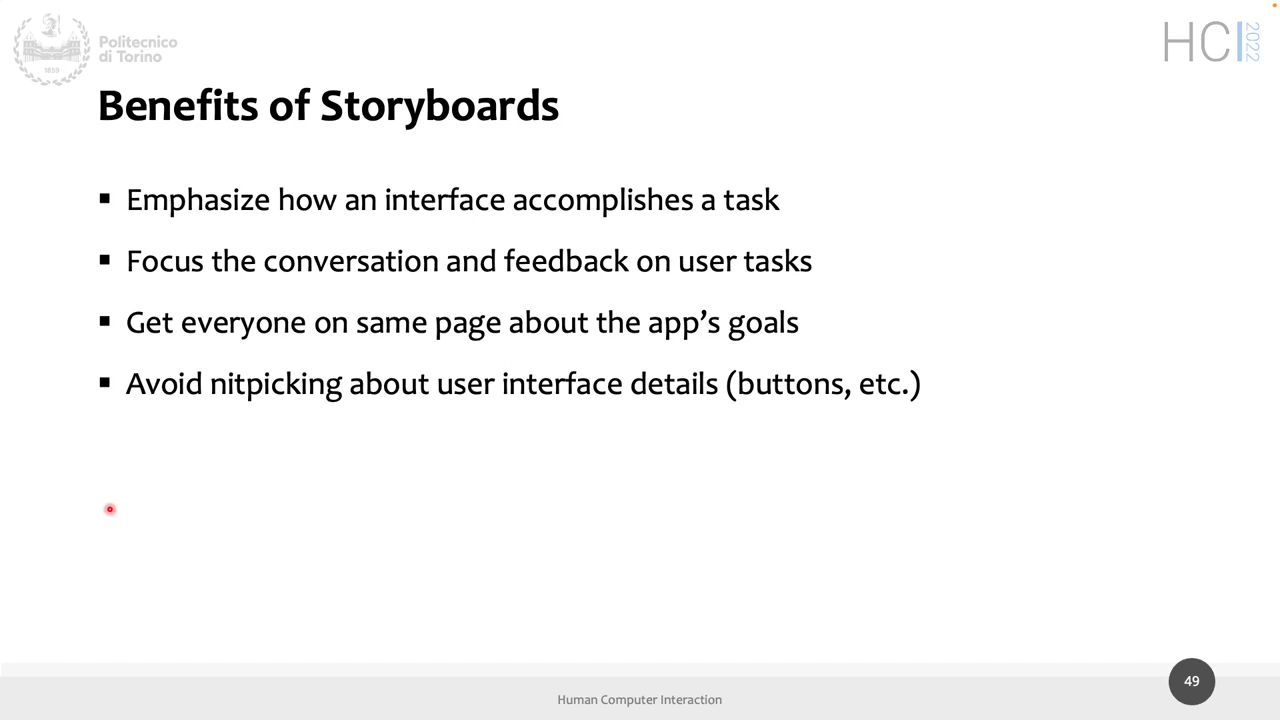 Politecnico
di Torino
1859
HCI 2022
Benefits of Storyboards
▪ Emphasize how an interface accomplishes a task
▪ Focus the conversation and feedback on user tasks
▪ Get everyone on same page about the app’s goals
▪ Avoid nitpicking about user interface details (buttons, etc.)
Human Computer Interaction
49